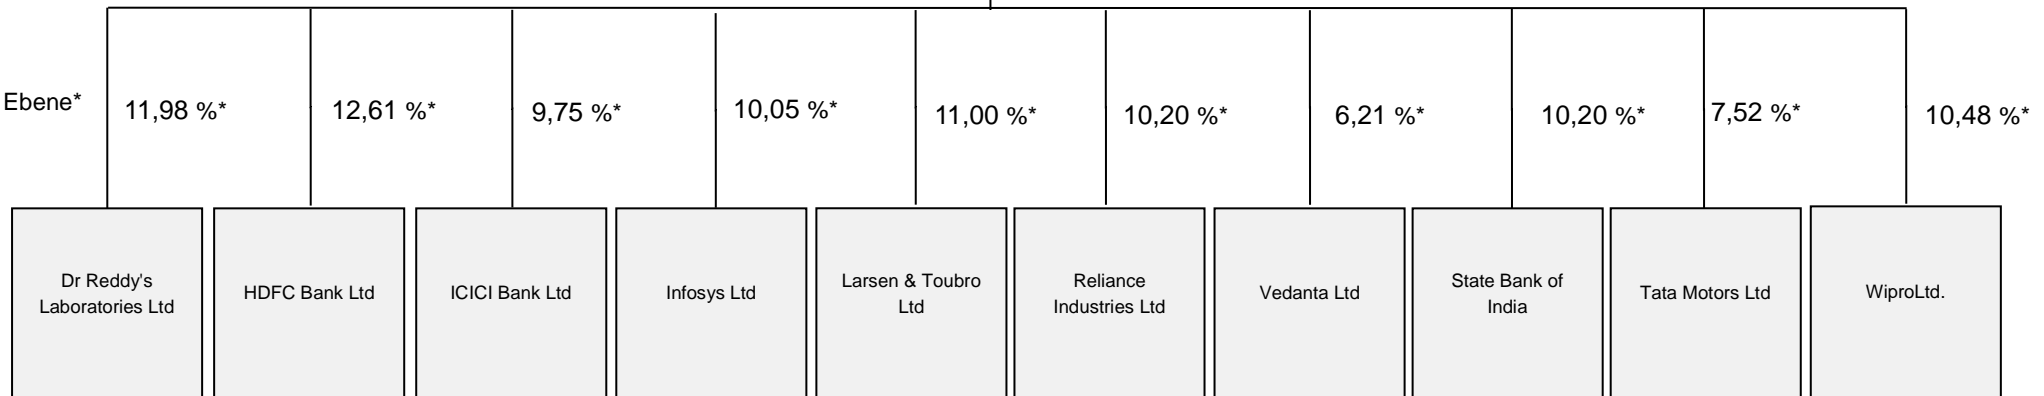 Ebene*
11,98 %*
12,61 %*
9,75 %*
10,05 %*
11,00 %*
10,20 %*
6,21 %*
10,20 %*
7,52 %*
10,48 %*
Dr Reddy's
Laboratories Ltd
HDFC Bank Ltd
ICICI Bank Ltd
Infosys Ltd
Larsen & Toubro
Ltd
Reliance
Industries Ltd
Vedanta Ltd
State Bank of
India
Tata Motors Ltd
WiproLtd.